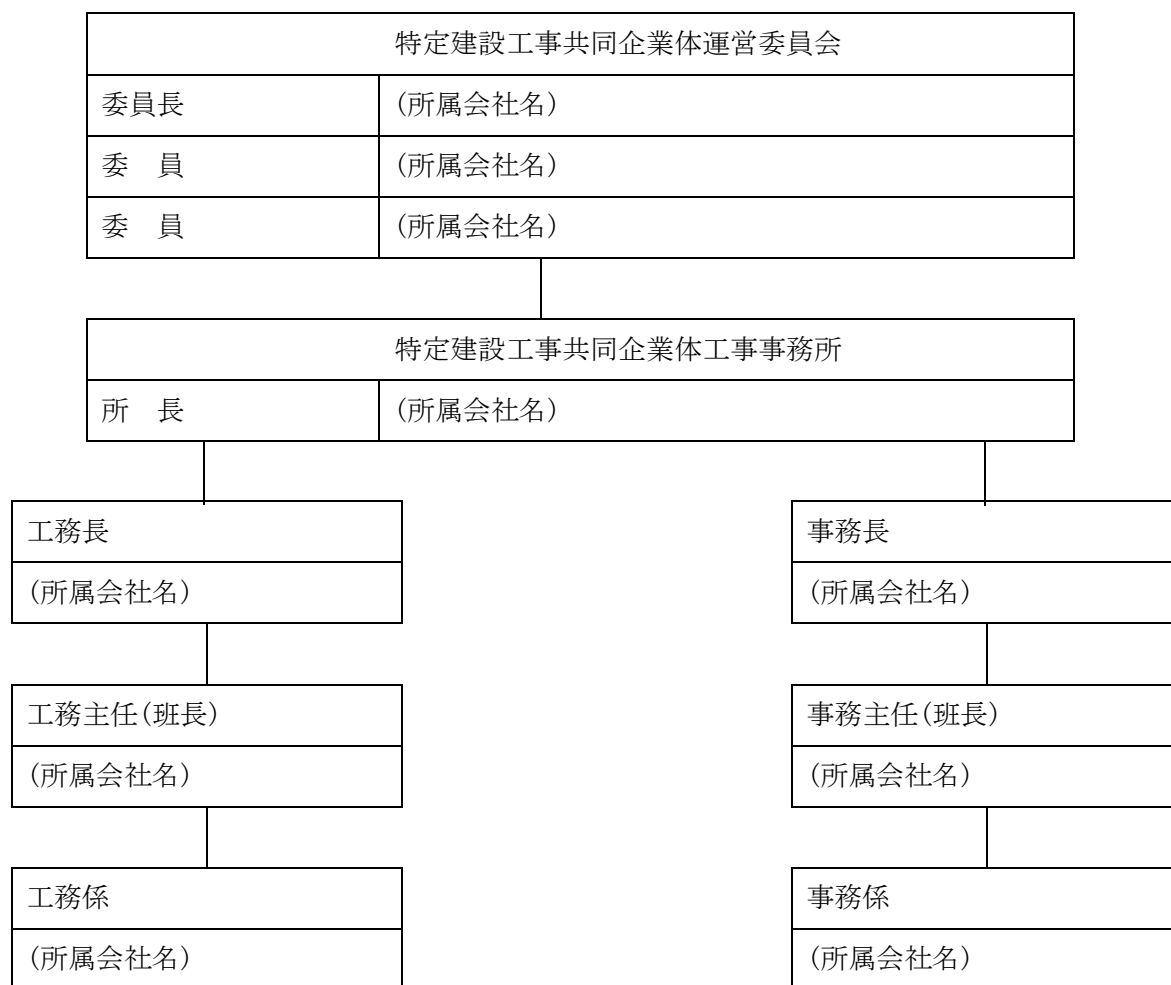 特定建設工事共同企業体運営委員会
委員長 (所属会社名)
委　員 (所属会社名)
委　員 (所属会社名)
特定建設工事共同企業体工事事務所
所　長 (所属会社名)
工務長
(所属会社名)
工務主任(班長)
(所属会社名)
工務係
(所属会社名)
事務長
(所属会社名)
事務主任(班長)
(所属会社名)
事務係
(所属会社名)